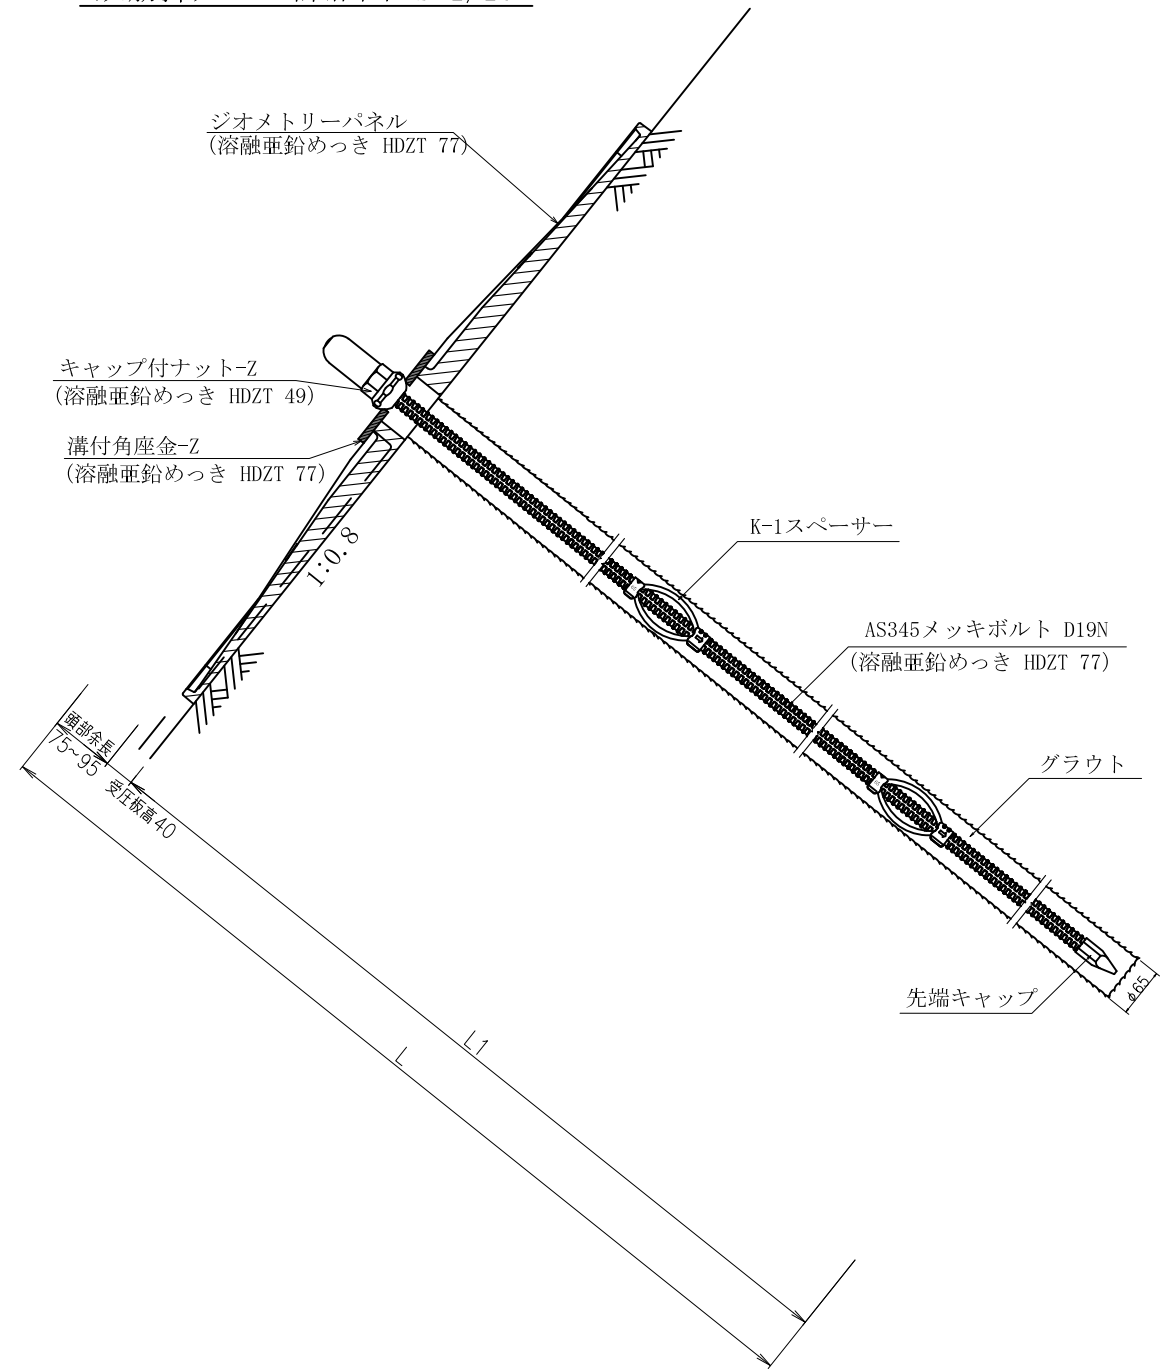 ジオメトリーパネル
(溶融亜鉛めっき HDZT 77)
キャップ付ナット-Z
(溶融亜鉛めっき HDZT 49)
溝付角座金-Z
(溶融亜鉛めっき HDZT 77)
1:0.8
K-1スペーサー
AS345メッキボルト D19N
(溶融亜鉛めっき HDZT 77)
頭部余長
75~95
受圧板高40
グラウト
先端キャップ
φ65
L1
L